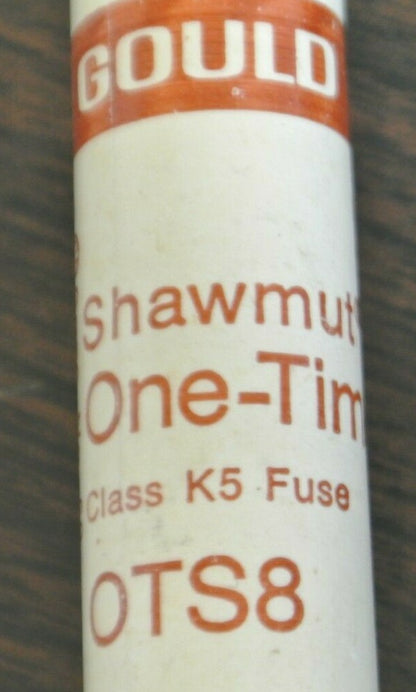 GOULD
Shawmut
One-Tim
Class K5 Fuse
OTS8